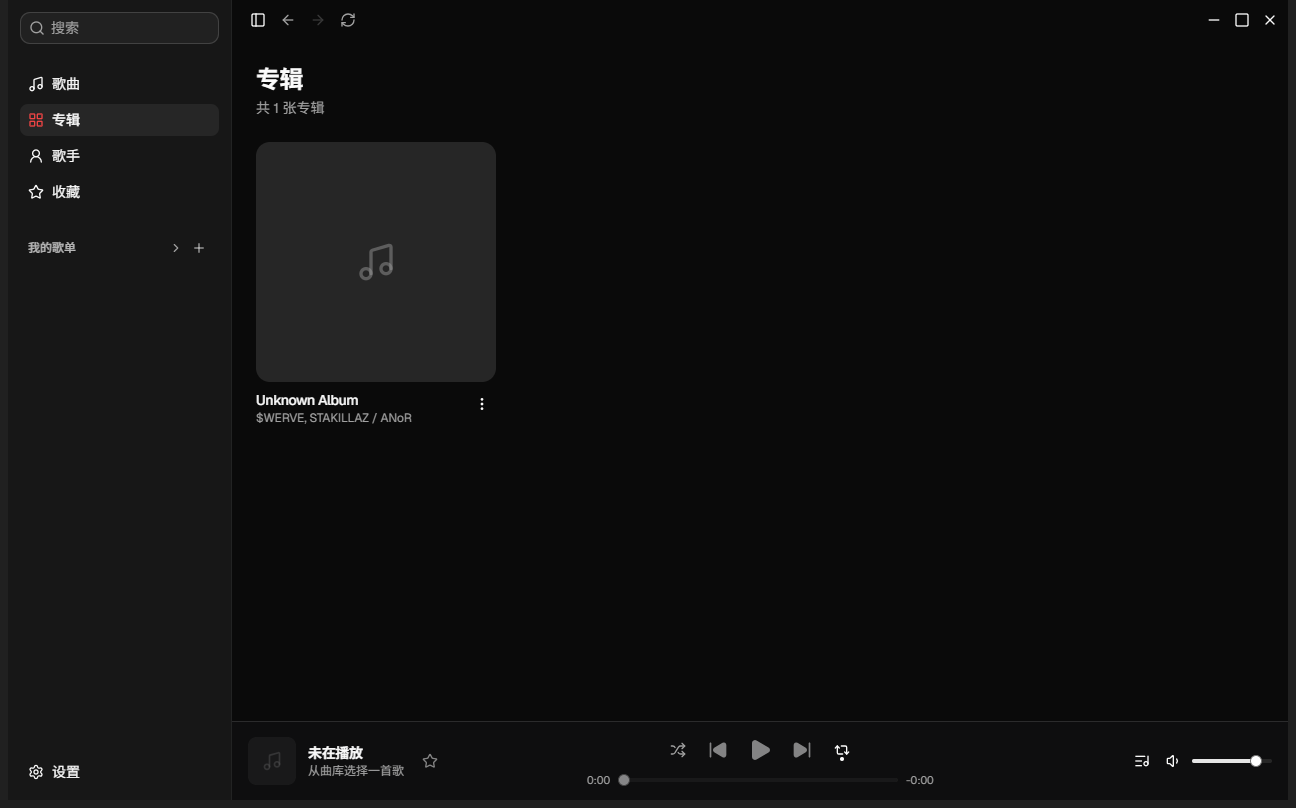 搜索
歌曲
专辑
歌手
收藏
我的歌单
设置
专辑
共 1 张专辑
Unknown Album
$WERVE, STAKILLAZ / ANoR
未在播放
从曲库选择一首歌
0:00
-0:00